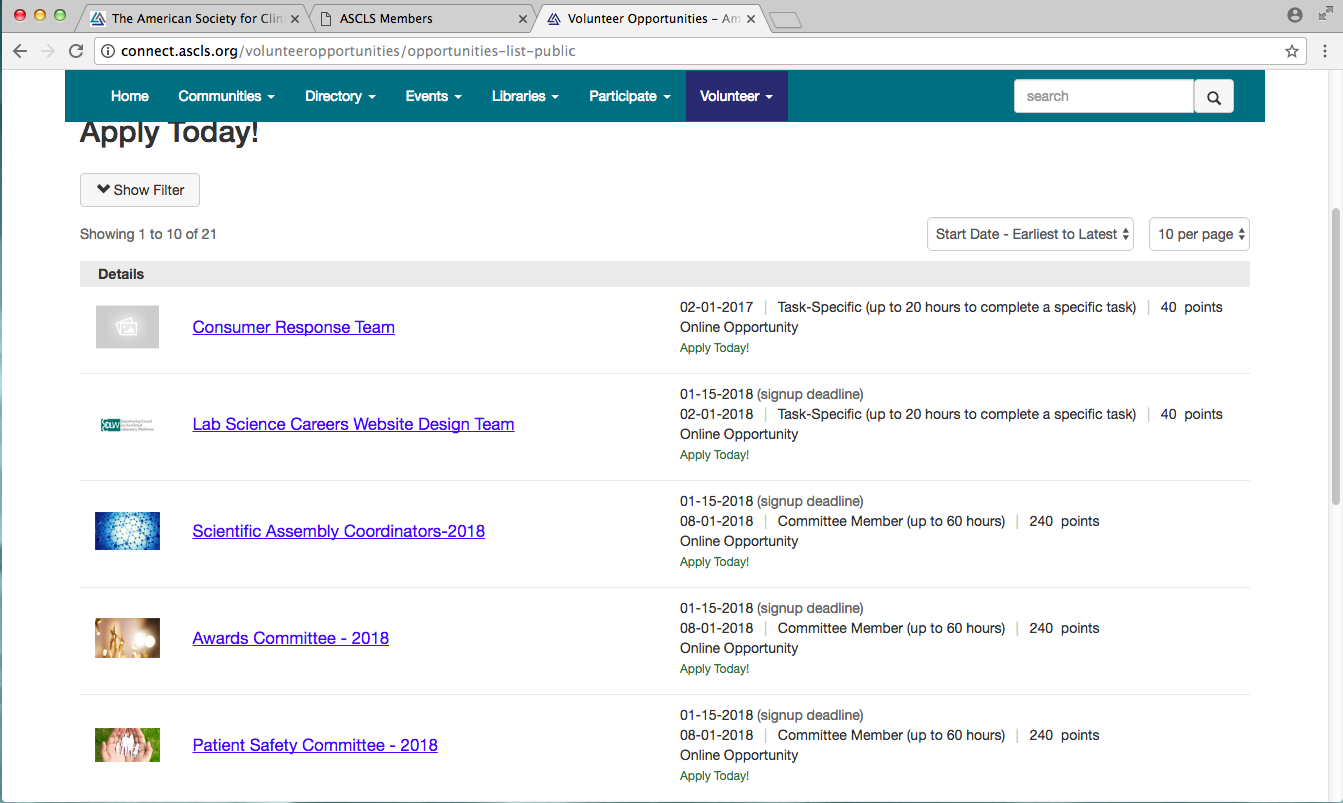 The American Society for Clin
ASCLS Members
Volunteer Opportunities – Am
connect.ascls.org/volunteeropportunities/opportunities-list-public
Home Communities Directory Events Libraries Participate Volunteer search
Apply Today!
Show Filter
Showing 1 to 10 of 21
Start Date - Earliest to Latest
10 per page
Details
Consumer Response Team
02-01-2017 | Task-Specific (up to 20 hours to complete a specific task) | 40 points
Online Opportunity
Apply Today!
Lab Science Careers Website Design Team
01-15-2018 (signup deadline)
02-01-2018 | Task-Specific (up to 20 hours to complete a specific task) | 40 points
Online Opportunity
Apply Today!
Scientific Assembly Coordinators-2018
01-15-2018 (signup deadline)
08-01-2018 | Committee Member (up to 60 hours) | 240 points
Online Opportunity
Apply Today!
Awards Committee - 2018
01-15-2018 (signup deadline)
08-01-2018 | Committee Member (up to 60 hours) | 240 points
Online Opportunity
Apply Today!
Patient Safety Committee - 2018
01-15-2018 (signup deadline)
08-01-2018 | Committee Member (up to 60 hours) | 240 points
Online Opportunity
Apply Today!